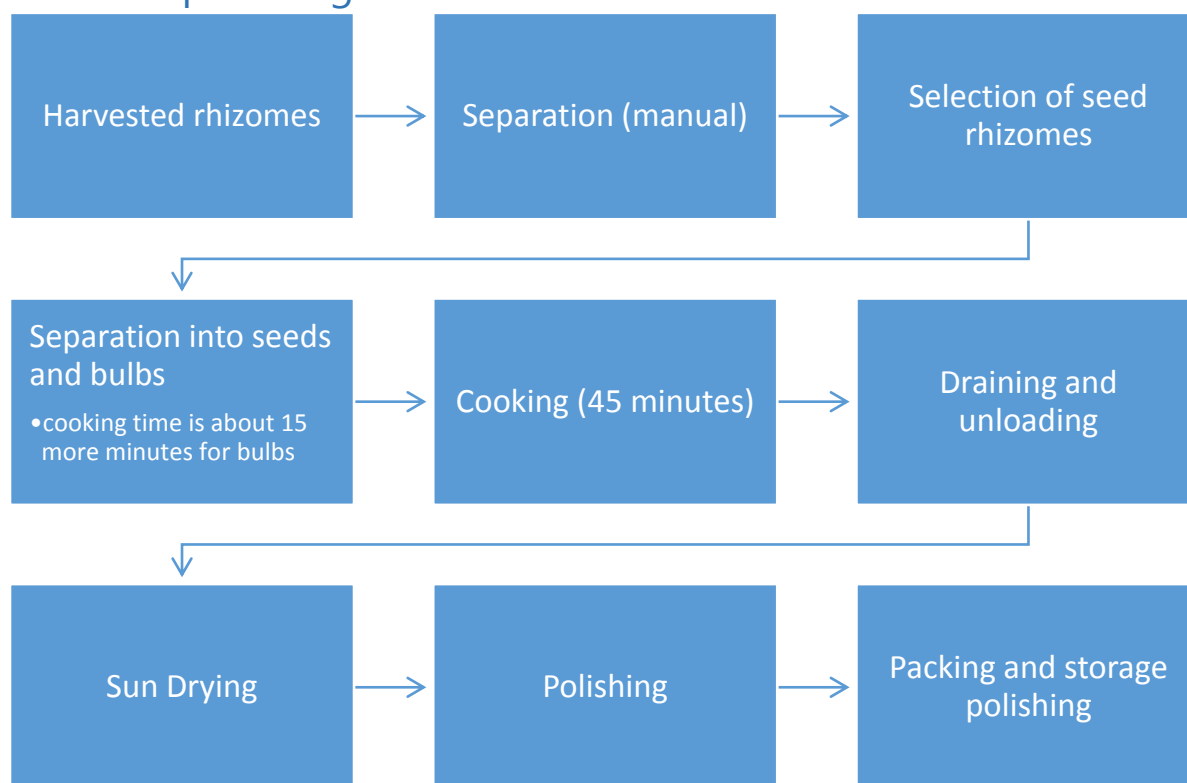 Harvested rhizomes
Separation (manual)
Selection of seed
rhizomes
Separation into seeds
and bulbs
•cooking time is about 15
more minutes for bulbs
Cooking (45 minutes)
Draining and
unloading
Sun Drying
Polishing
Packing and storage
polishing